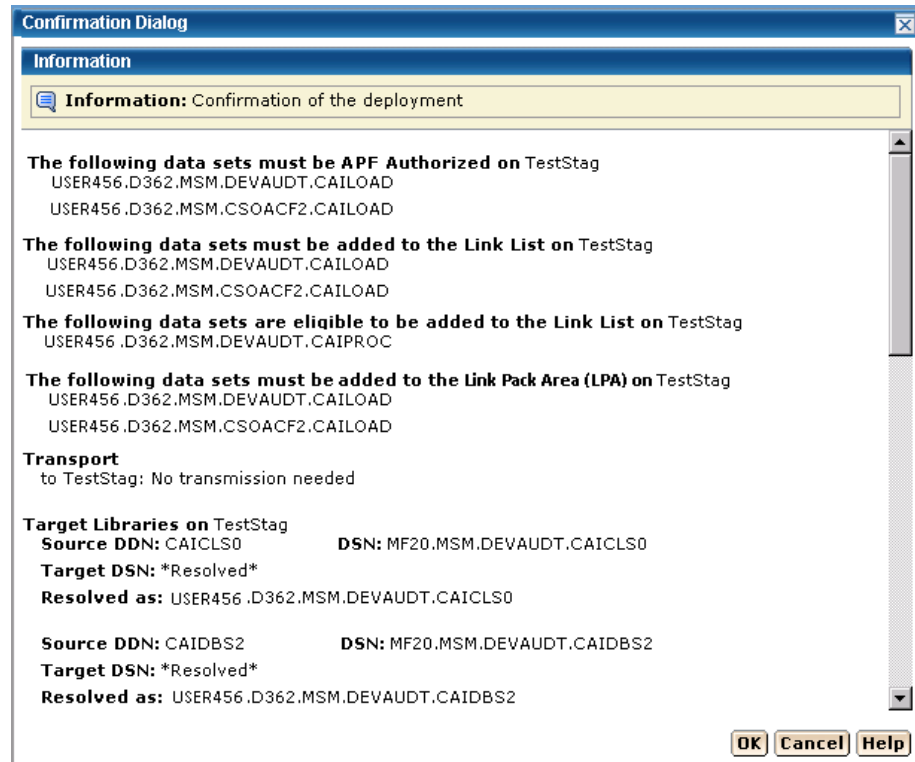 Confirmation Dialog
Information
Information: Confirmation of the deployment
The following data sets must be APF Authorized on TestStag
USER456.D362.MSM.DEVAUDT.CAILOAD
USER456.D362.MSM.CSOACF2.CAILOAD
The following data sets must be added to the Link List on TestStag
USER456.D362.MSM.DEVAUDT.CAILOAD
USER456.D362.MSM.CSOACF2.CAILOAD
The following data sets are eligible to be added to the Link List on TestStag
USER456 .D362.MSM.DEVAUDT.CAIPROC
The following data sets must be added to the Link Pack Area (LPA) on TestStag
USER456 .D362.MSM.DEVAUDT.CAILOAD
USER456 .D362.MSM.CSOACF2.CAILOAD
Transport
to TestStag: No transmission needed
Target Libraries on TestStag
Source DDN: CAICLS0 DSN: MF20.MSM.DEVAUDT.CAICLS0
Target DSN: *Resolved*
Resolved as: USER456 .D362.MSM.DEVAUDT.CAICLS0
Source DDN: CAIDBS2 DSN: MF20.MSM.DEVAUDT.CAIDBS2
Target DSN: *Resolved*
Resolved as: USER456 .D362.MSM.DEVAUDT.CAIDBS2
OK Cancel Help